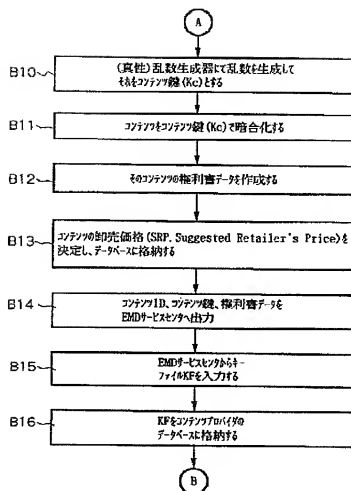 A
B10
(真性)乱数生成器にて乱数を生成して
それをコンテンツ鍵(Kc)とする
B11
コンテンツをコンテンツ鍵(Kc)で暗合化する
B12
そのコンテンツの権利書データを作成する
B13
コンテンツの卸売価格(SRP. Suggested Retailer's Price)を
決定し、データベースに格納する
B14
コンテンツID、コンテンツ鍵、権利書データを
EMDサービスセンタへ出力
B15
EMDサービスセンタからキー
ファイルKFを入力する
B16
KFをコンテンツプロバイダの
データベースに格納する
B